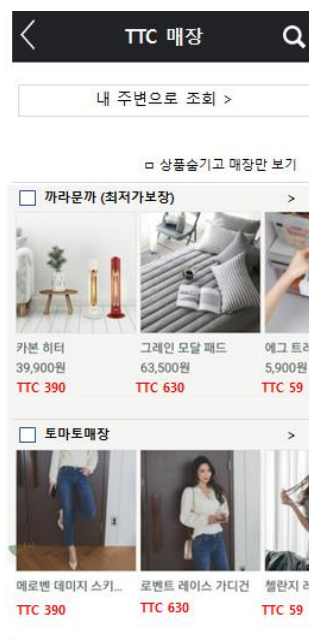 TTC 매장
내 주변으로 조회 >
ㅁ 상품숨기고 매장만 보기
까라문까 (최저가보장) >
카본 히터 그레인 모달 패드 에그 트레
39,900원 63,500원 5,900원
TTC 390 TTC 630 TTC 59
토마토매장 >
메로벤 데미지 스키... 로벤트 레이스 가디건 첼란지 레
TTC 390 TTC 630 TTC 59